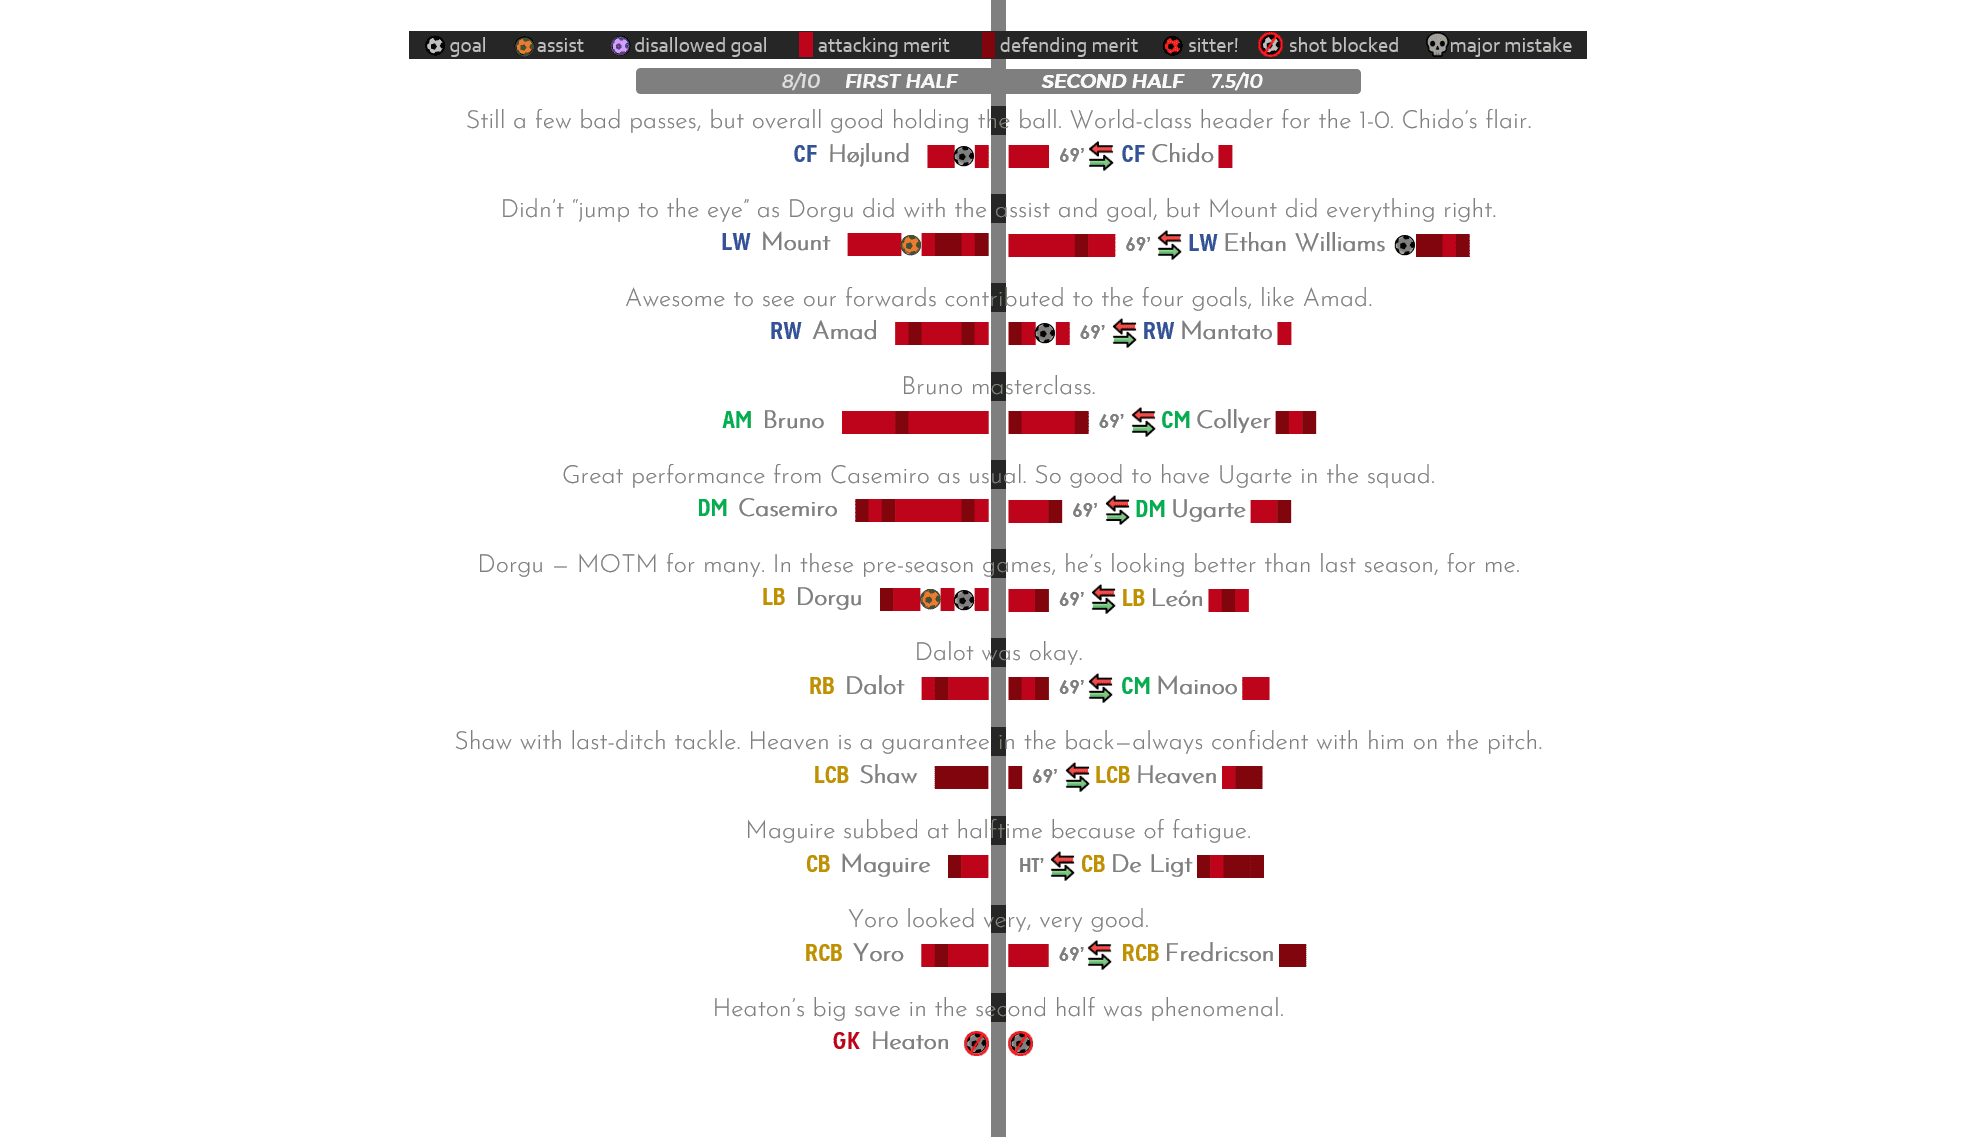 goal assist disallowed goal attacking merit defending merit sitter! shot blocked major mistake
8/10 FIRST HALF SECOND HALF 7.5/10
Still a few bad passes, but overall good holding the ball. World-class header for the 1-0. Chido’s flair.
CF Højlund 69’ CF Chido
Didn’t “jump to the eye” as Dorgu did with the assist and goal, but Mount did everything right.
LW Mount 69’ LW Ethan Williams
Awesome to see our forwards contributed to the four goals, like Amad.
RW Amad 69’ RW Mantato
Bruno masterclass.
AM Bruno 69’ CM Collyer
Great performance from Casemiro as usual. So good to have Ugarte in the squad.
DM Casemiro 69’ DM Ugarte
Dorgu – MOTM for many. In these pre-season games, he’s looking better than last season, for me.
LB Dorgu 69’ LB León
Dalot was okay.
RB Dalot 69’ CM Mainoo
Shaw with last-ditch tackle. Heaven is a guarantee in the back—always confident with him on the pitch.
LCB Shaw 69’ LCB Heaven
Maguire subbed at halftime because of fatigue.
CB Maguire HT’ CB De Ligt
Yoro looked very, very good.
RCB Yoro 69’ RCB Fredricson
Heaton’s big save in the second half was phenomenal.
GK Heaton